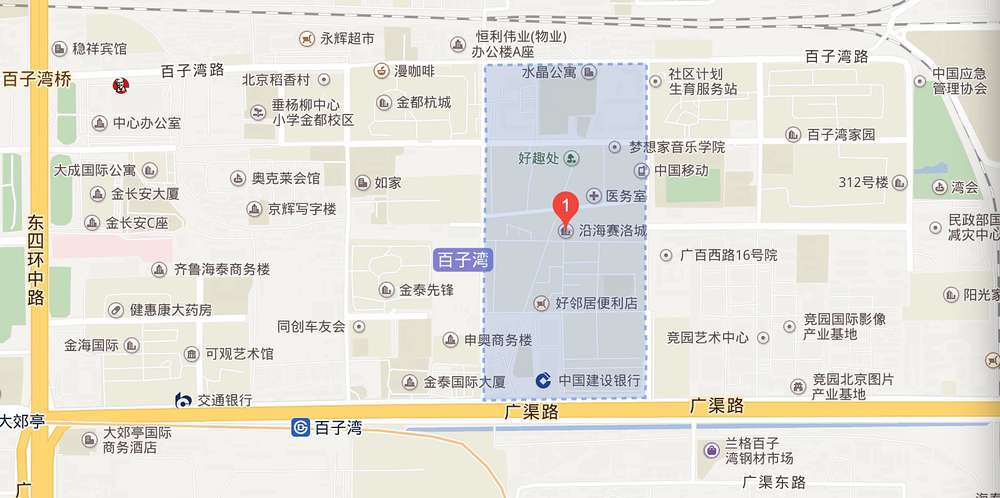 恒利伟业(物业)
办公楼A座
永辉超市
稳祥宾馆
百子湾桥
百子湾路
北京稻香村
漫咖啡
水晶公寓
社区计划
生育服务站
百子湾路
中国应急
管理协会
中心办公室
垂杨柳中心
小学金都校区
金都杭城
百子湾家园
梦想家音乐学院
好趣处
中国移动
大成国际公寓
奥克莱会馆
如家
312号楼
湾会
金长安大厦
医务室
1
京辉写字楼
金长安C座
沿海赛洛城
民政部国
减灾中心
东四环中路
百子湾
广百西路16号院
齐鲁海泰商务楼
金泰先锋
阳光家
健惠康大药房
好邻居便利店
同创车友会
竞园国际影像
产业基地
金海国际
可观艺术馆
申奥商务楼
竞园艺术中心
金泰国际大厦
中国建设银行
竞园北京图片
产业基地
交通银行
广渠路
广渠路
大郊亭
百子湾
大郊亭国际
商务酒店
兰格百子
湾钢材市场
广渠东路
广